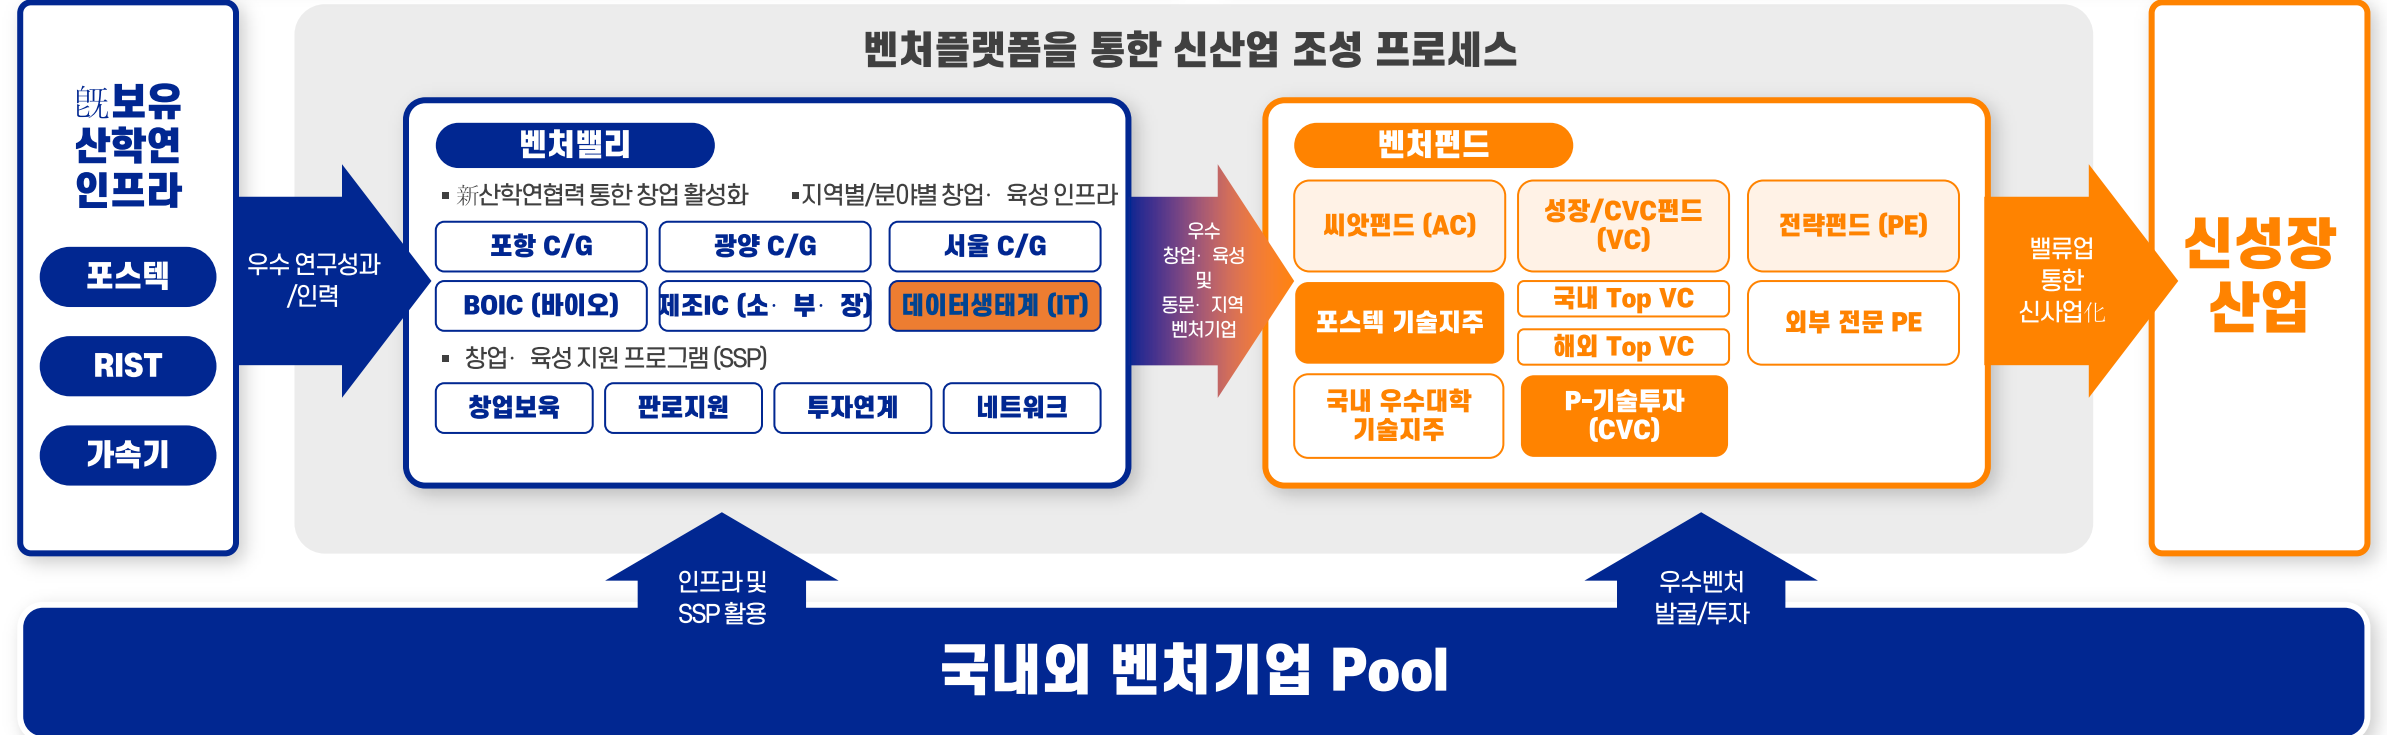 벤처플랫폼을 통한 신산업 조성 프로세스
旣보유
산학연
인프라
포스텍
RIST
가속기
우수 연구성과
/인력
벤처밸리
▪ 新산학연협력 통한 창업 활성화
▪지역별/분야별 창업· 육성 인프라
포항 C/G
광양 C/G
서울 C/G
BOIC (바이오)
제조IC (소· 부· 장)
데이터생태계 (IT)
▪ 창업· 육성 지원 프로그램 (SSP)
창업보육
판로지원
투자연계
네트워크
우수
창업· 육성
및
동문· 지역
벤처기업
벤처펀드
씨앗펀드 (AC)
성장/CVC펀드
(VC)
전략펀드 (PE)
포스텍 기술지주
국내 Top VC
해외 Top VC
외부 전문 PE
국내 우수대학
기술지주
P-기술투자
(CVC)
밸류업
통한
신사업化
신성장
산업
인프라 및
SSP 활용
우수벤처
발굴/투자
국내외 벤처기업 Pool